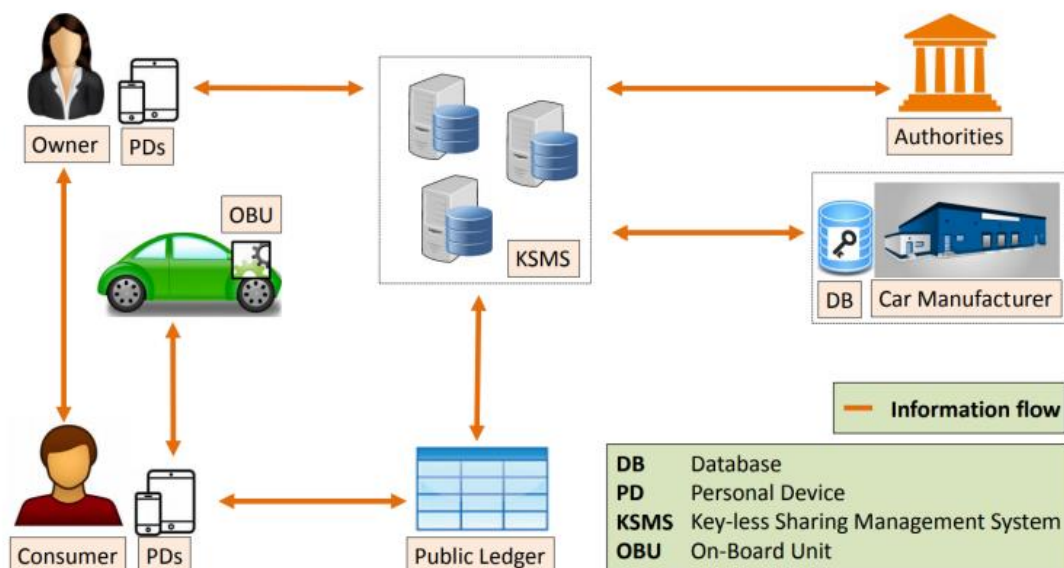 Owner
PDs
Authorities
OBU
KSMS
DB
Car Manufacturer
Information flow
DB Database
PD Personal Device
KSMS Key-less Sharing Management System
OBU On-Board Unit
Consumer
PDs
Public Ledger